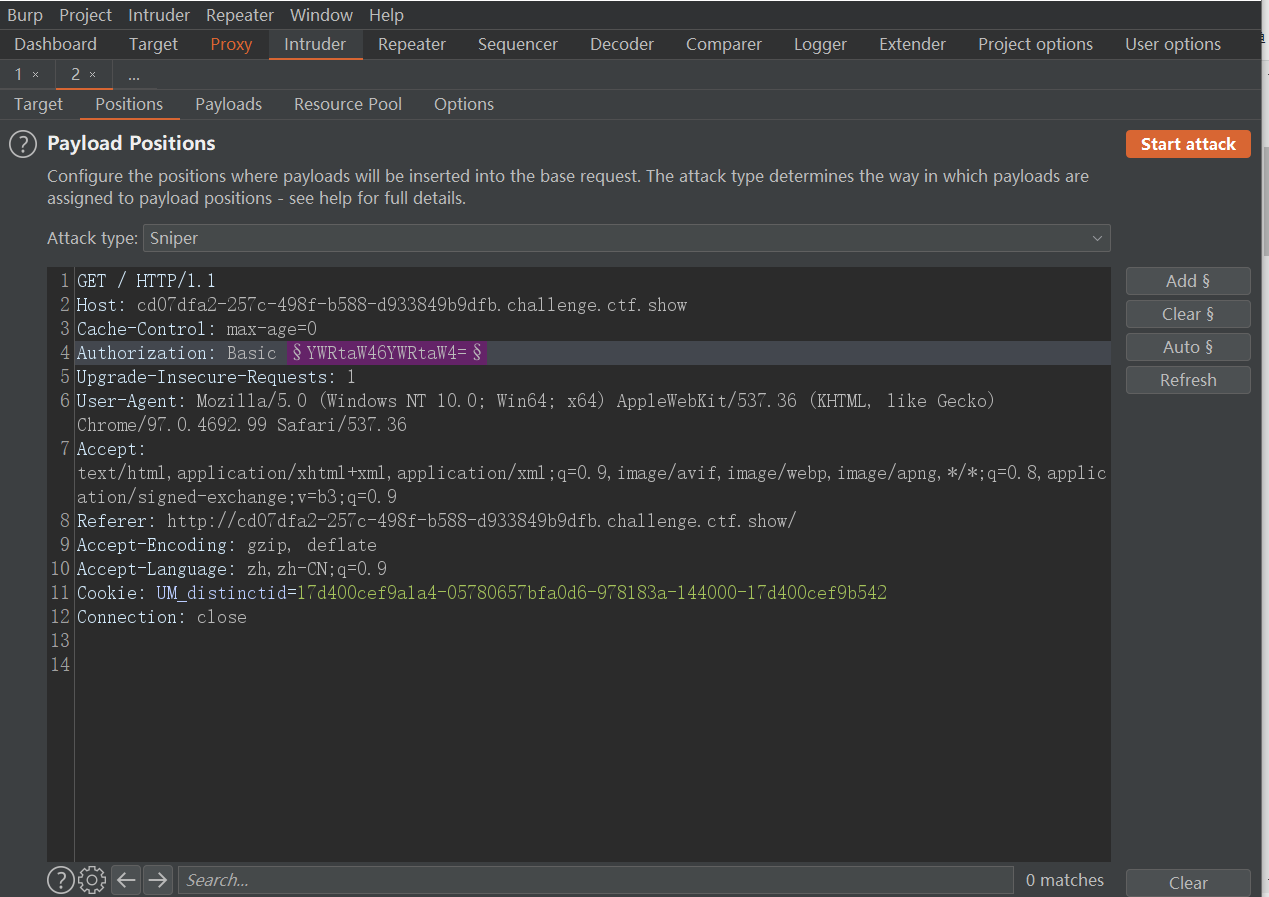 Burp Project Intruder Repeater Window Help
Dashboard Target Proxy Intruder Repeater Sequencer Decoder Comparer Logger Extender Project options User options
1 × 2 × ...
Target Positions Payloads Resource Pool Options
? Payload Positions Start attack
Configure the positions where payloads will be inserted into the base request. The attack type determines the way in which payloads are
assigned to payload positions - see help for full details.
Attack type: Sniper
1 GET / HTTP/1.1 Add §
2 Host: cd07dfa2-257c-498f-b588-d933849b9dfb.challenge.ctf.show
3 Cache-Control: max-age=0 Clear §
4 Authorization: Basic §YWRtaW46YWRtaW4=§ Auto §
5 Upgrade-Insecure-Requests: 1 Refresh
6 User-Agent: Mozilla/5.0 (Windows NT 10.0; Win64; x64) AppleWebKit/537.36 (KHTML, like Gecko)
Chrome/97.0.4692.99 Safari/537.36
7 Accept:
text/html,application/xhtml+xml,application/xml;q=0.9,image/avif,image/webp,image/apng,*/*;q=0.8,applic
ation/signed-exchange;v=b3;q=0.9
8 Referer: http://cd07dfa2-257c-498f-b588-d933849b9dfb.challenge.ctf.show/
9 Accept-Encoding: gzip, deflate
10 Accept-Language: zh,zh-CN;q=0.9
11 Cookie: UM_distinctid=17d400cef9a1a4-05780657bfa0d6-978183a-144000-17d400cef9b542
12 Connection: close
13
14
? Search... 0 matches Clear